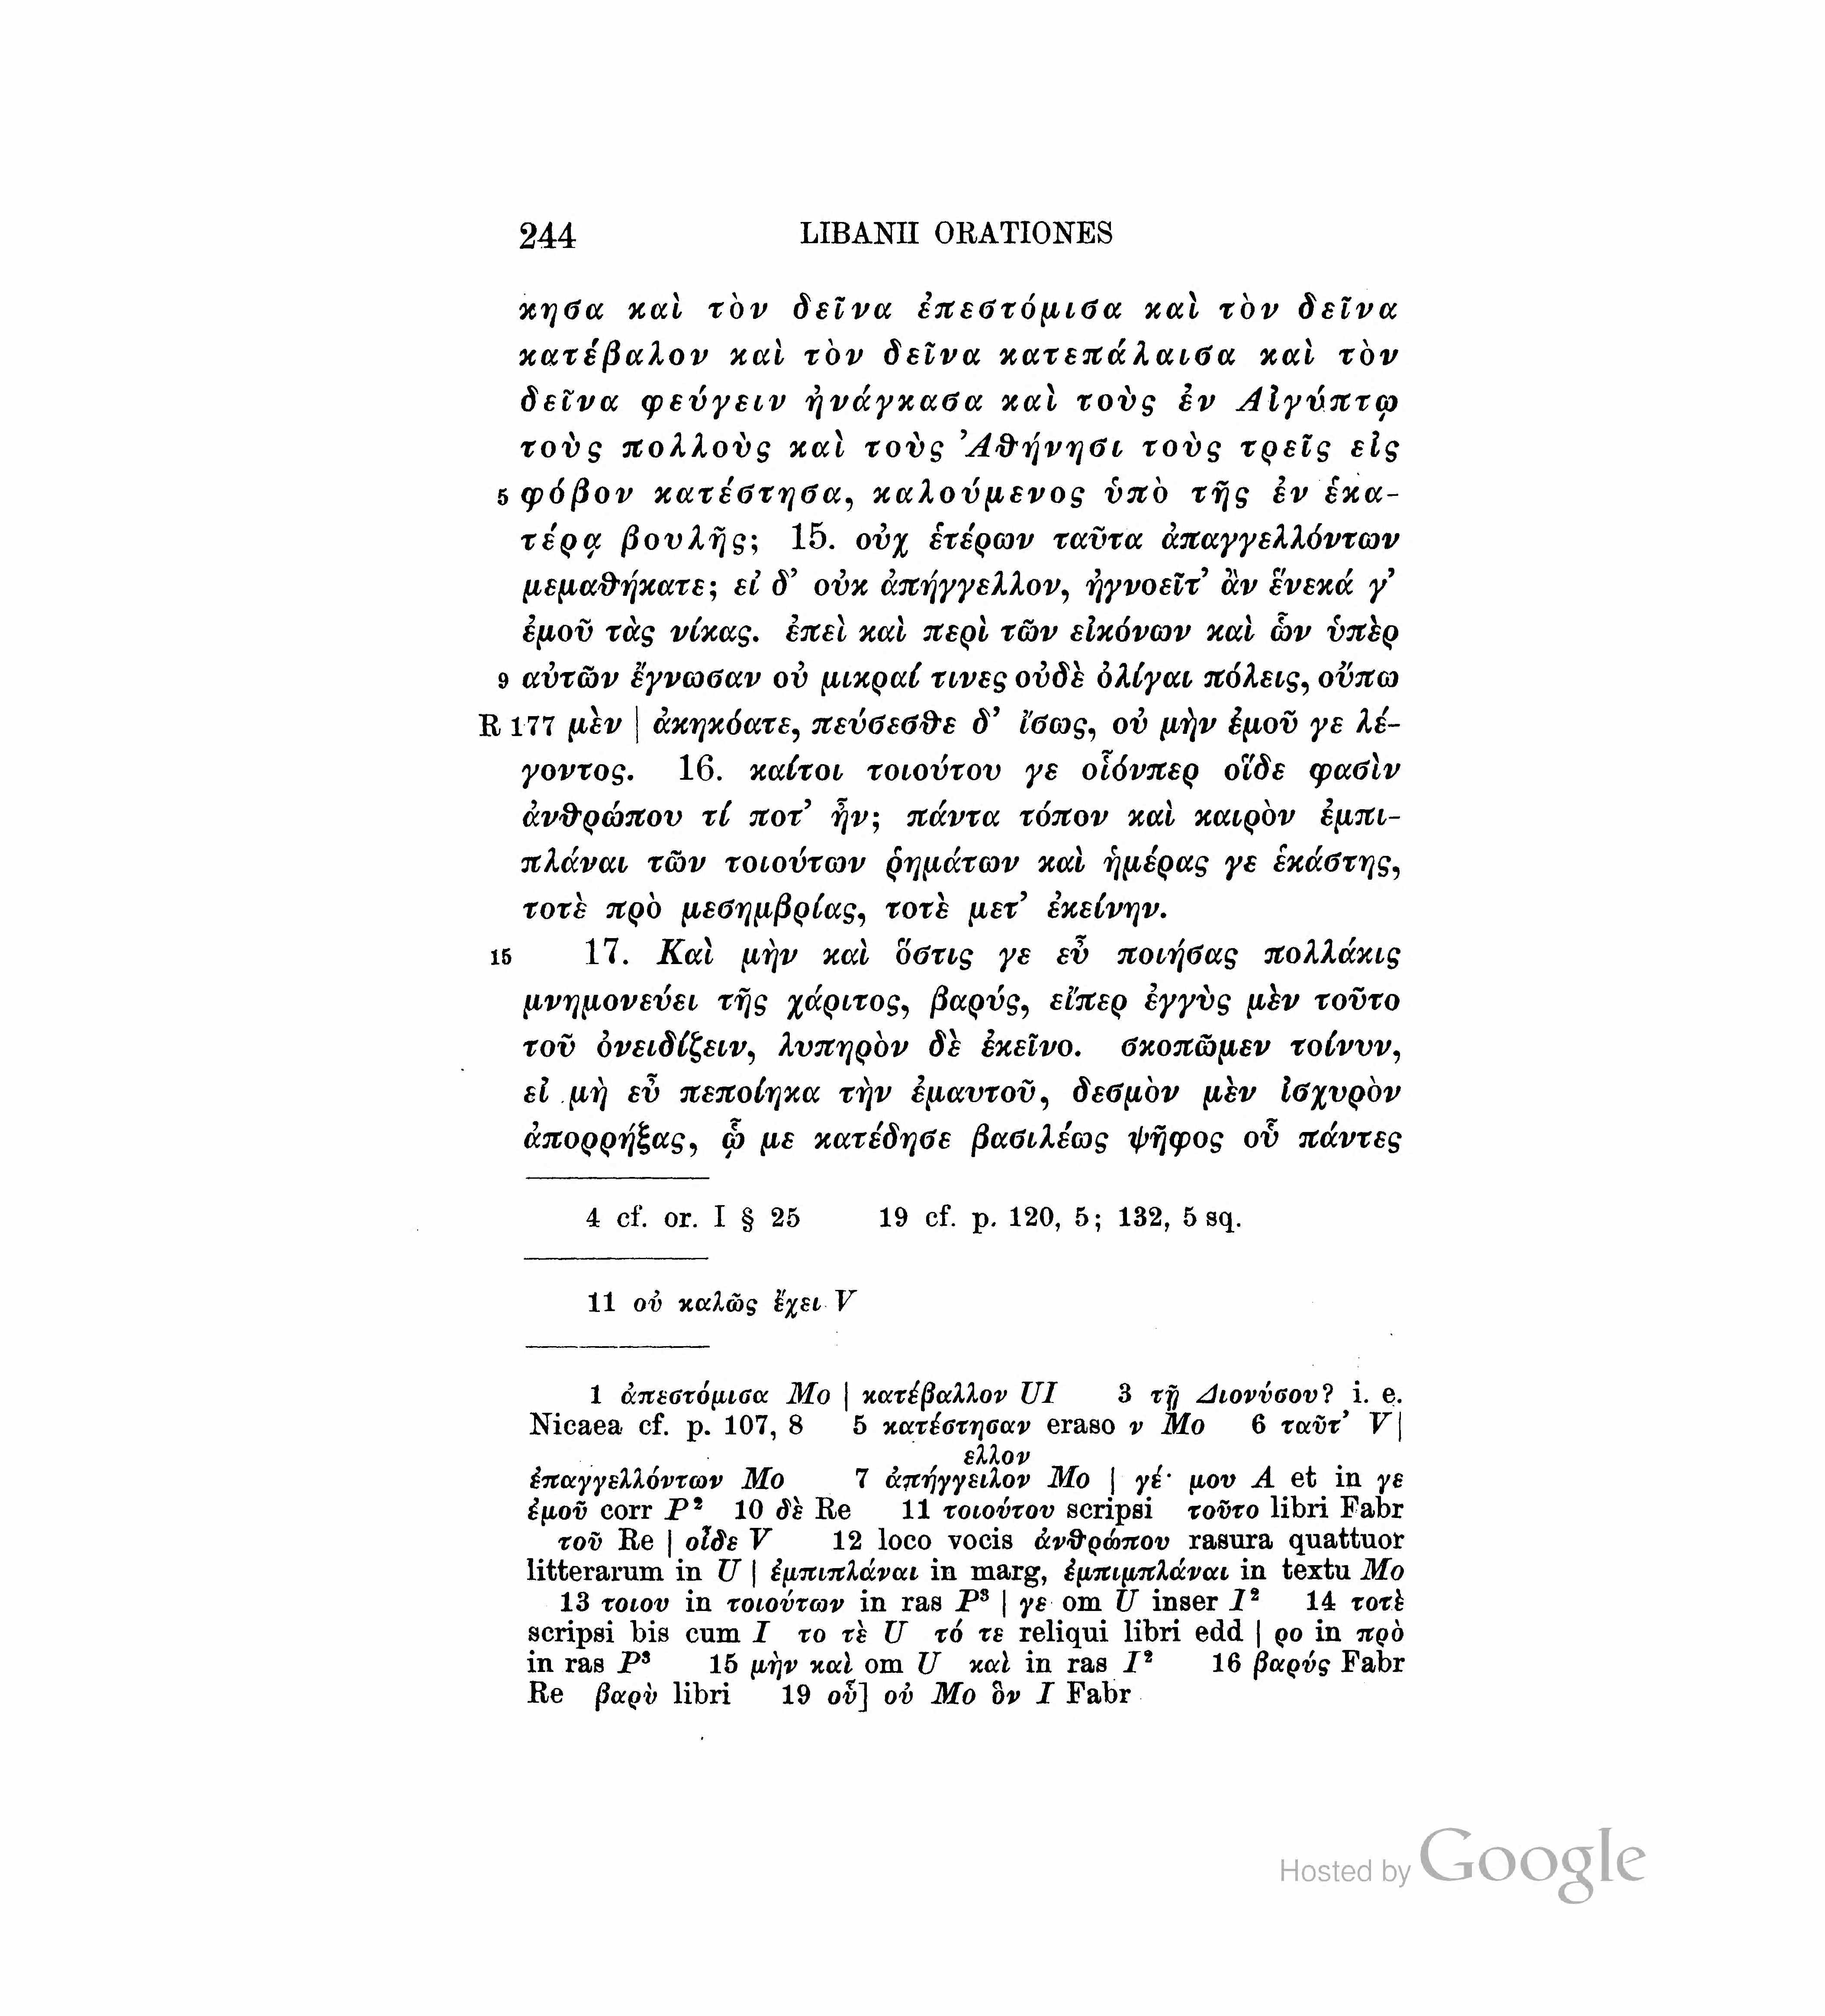 244 LIBANII ORATIONES
κησα καὶ τὸν δεῖνα ἐπεστόμισα καὶ τὸν δεῖνα
κατέβαλον καὶ τὸν δεῖνα κατεπάλαισα καὶ τὸν
δεῖνα φεύγειν ἠνάγκασα καὶ τοὺς ἐν Αἰγύπτῳ
τοὺς πολλοὺς καὶ τοὺς Ἀθήνησι τοὺς τρεῖς εἰς
5 φόβον κατέστησα, καλούμενος ὑπὸ τῆς ἐν ἑκα-
τέρᾳ βουλῆς; 15. οὐχ ἑτέρων ταῦτα ἀπαγγελλόντων
μεμαθήκατε; εἰ δ’ οὐκ ἀπήγγελλον, ἠγνοεῖτ’ ἂν ἕνεκά γ’
ἐμοῦ τὰς νίκας. ἐπεὶ καὶ περὶ τῶν εἰκόνων καὶ ὧν ὑπὲρ
9 αὐτῶν ἔγνωσαν οὐ μικραί τινες οὐδὲ ὀλίγαι πόλεις, οὔπω
R 177 μὲν | ἀκηκόατε, πεύσεσθε δ’ ἴσως, οὐ μὴν ἐμοῦ γε λέ-
γοντος. 16. καίτοι τοιούτου γε οἷόνπερ οἵδε φασὶν
ἀνθρώπου τί ποτ’ ἦν; πάντα τόπον καὶ καιρὸν ἐμπι-
πλάναι τῶν τοιούτων ῥημάτων καὶ ἡμέρας γε ἑκάστης,
τοτὲ πρὸ μεσημβρίας, τοτὲ μετ’ ἐκείνην.
15 17. Καὶ μὴν καὶ ὅστις γε εὖ ποιήσας πολλάκις
μνημονεύει τῆς χάριτος, βαρύς, εἴπερ ἐγγὺς μὲν τοῦτο
τοῦ ὀνειδίζειν, λυπηρὸν δὲ ἐκεῖνο. σκοπῶμεν τοίνυν,
εἰ μὴ εὖ πεποίηκα τὴν ἐμαυτοῦ, δεσμὸν μὲν ἰσχυρὸν
ἀπορρήξας, ᾧ με κατέδησε βασιλέως ψῆφος οὗ πάντες
4 cf. or. I § 25 19 cf. p. 120, 5; 132, 5 sq.
11 οὐ καλῶς ἔχει V
1 ἀπεστόμισα Mo | κατέβαλλον UI 3 τῇ Διονύσου? i. e.
Nicaea cf. p. 107, 8 5 κατέστησαν eraso ν Mo 6 ταῦτ’ V |
ελλον
ἐπαγγελλόντων Mo 7 ἀπήγγειλον Mo | γέ· μου A et in γε
ἐμοῦ corr P² 10 δὲ Re 11 τοιούτου scripsi τοῦτο libri Fabr
τοῦ Re | οἷδε V 12 loco vocis ἀνθρώπου rasura quattuor
litterarum in U | ἐμπιπλάναι in marg, ἐμπιμπλάναι in textu Mo
13 τοιου in τοιούτων in ras P³ | γε om U inser I² 14 τοτὲ
scripsi bis cum I το τὲ U τό τε reliqui libri edd | ρο in πρὸ
in ras P³ 15 μὴν καὶ om U καὶ in ras I² 16 βαρύς Fabr
Re βαρὺ libri 19 οὗ] οὐ Mo ὃν I Fabr
Hosted by Google